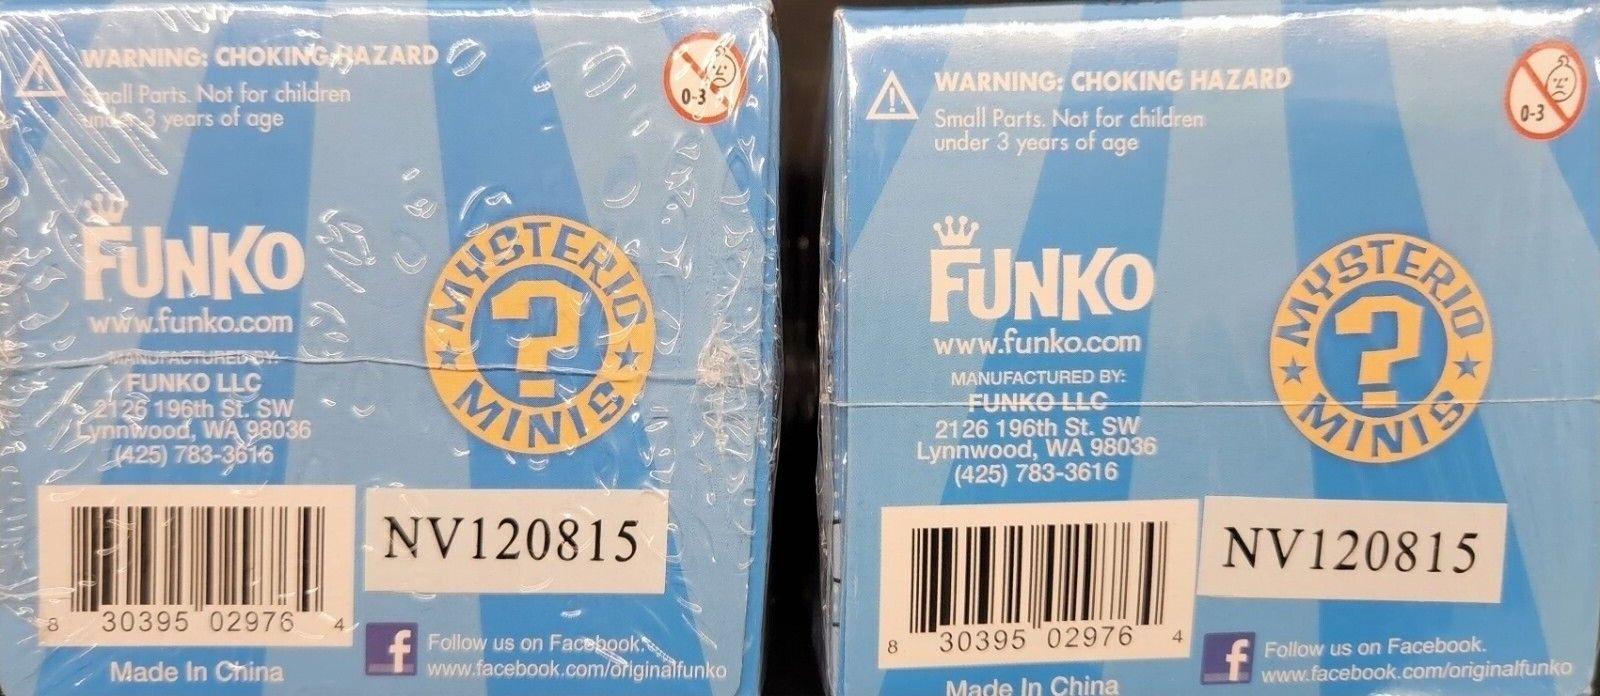 WARNING: CHOKING HAZARD
Small Parts. Not for children
under 3 years of age
0-3
FUNKO
www.funko.com
MANUFACTURED BY:
FUNKO LLC
2126 196th St. SW
Lynnwood, WA 98036
(425) 783-3616
MYSTERIO
?
MINIS
NV120815
8 30395 02976 4
Made In China
f
Follow us on Facebook.
www.facebook.com/originalfunko
WARNING: CHOKING HAZARD
Small Parts. Not for children
under 3 years of age
0-3
FUNKO
www.funko.com
MANUFACTURED BY:
FUNKO LLC
2126 196th St. SW
Lynnwood, WA 98036
(425) 783-3616
MYSTERIO
?
MINIS
NV120815
8 30395 02976 4
Made In China
f
Follow us on Facebook.
www.facebook.com/originalfunko